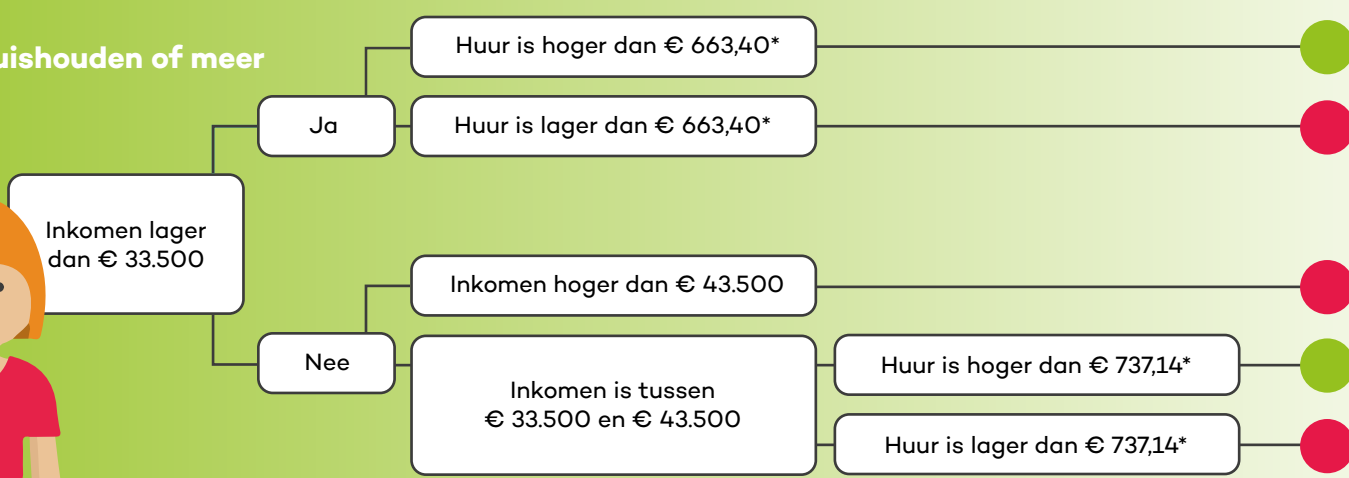 of meer
Huur is hoger dan € 663,40*
Ja
Huur is lager dan € 663,40*
Inkomen lager
dan € 33.500
Inkomen hoger dan € 43.500
Nee
Inkomen is tussen
€ 33.500 en € 43.500
Huur is hoger dan € 737,14*
Huur is lager dan € 737,14*